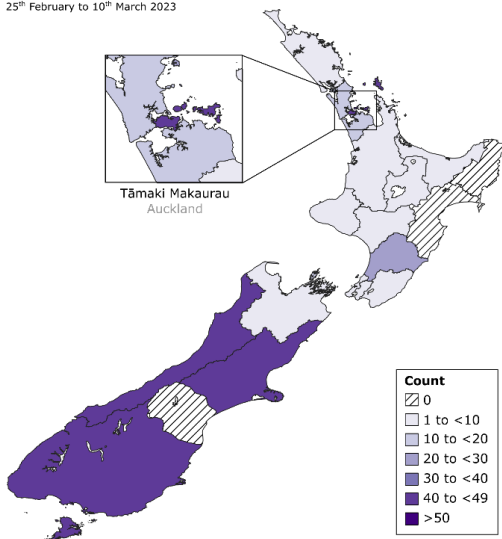 25th February to 10th March 2023
Tāmaki Makaurau
Auckland
Count
0
1 to <10
10 to <20
20 to <30
30 to <40
40 to <49
>50